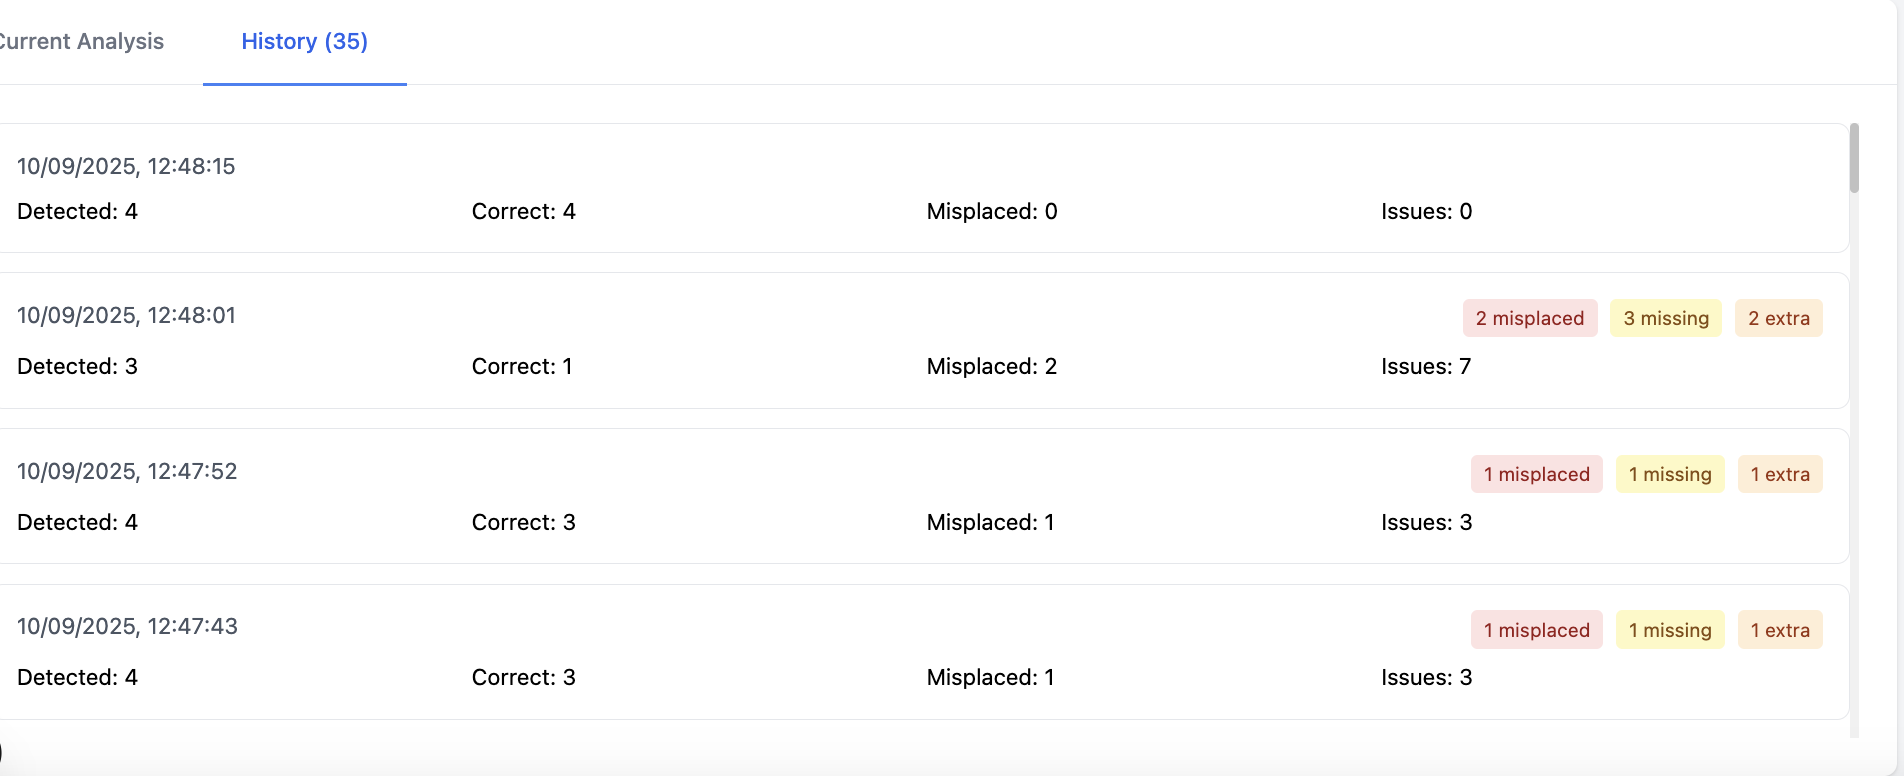 Current Analysis History (35)
10/09/2025, 12:48:15
Detected: 4 Correct: 4 Misplaced: 0 Issues: 0
10/09/2025, 12:48:01 2 misplaced 3 missing 2 extra
Detected: 3 Correct: 1 Misplaced: 2 Issues: 7
10/09/2025, 12:47:52 1 misplaced 1 missing 1 extra
Detected: 4 Correct: 3 Misplaced: 1 Issues: 3
10/09/2025, 12:47:43 1 misplaced 1 missing 1 extra
Detected: 4 Correct: 3 Misplaced: 1 Issues: 3